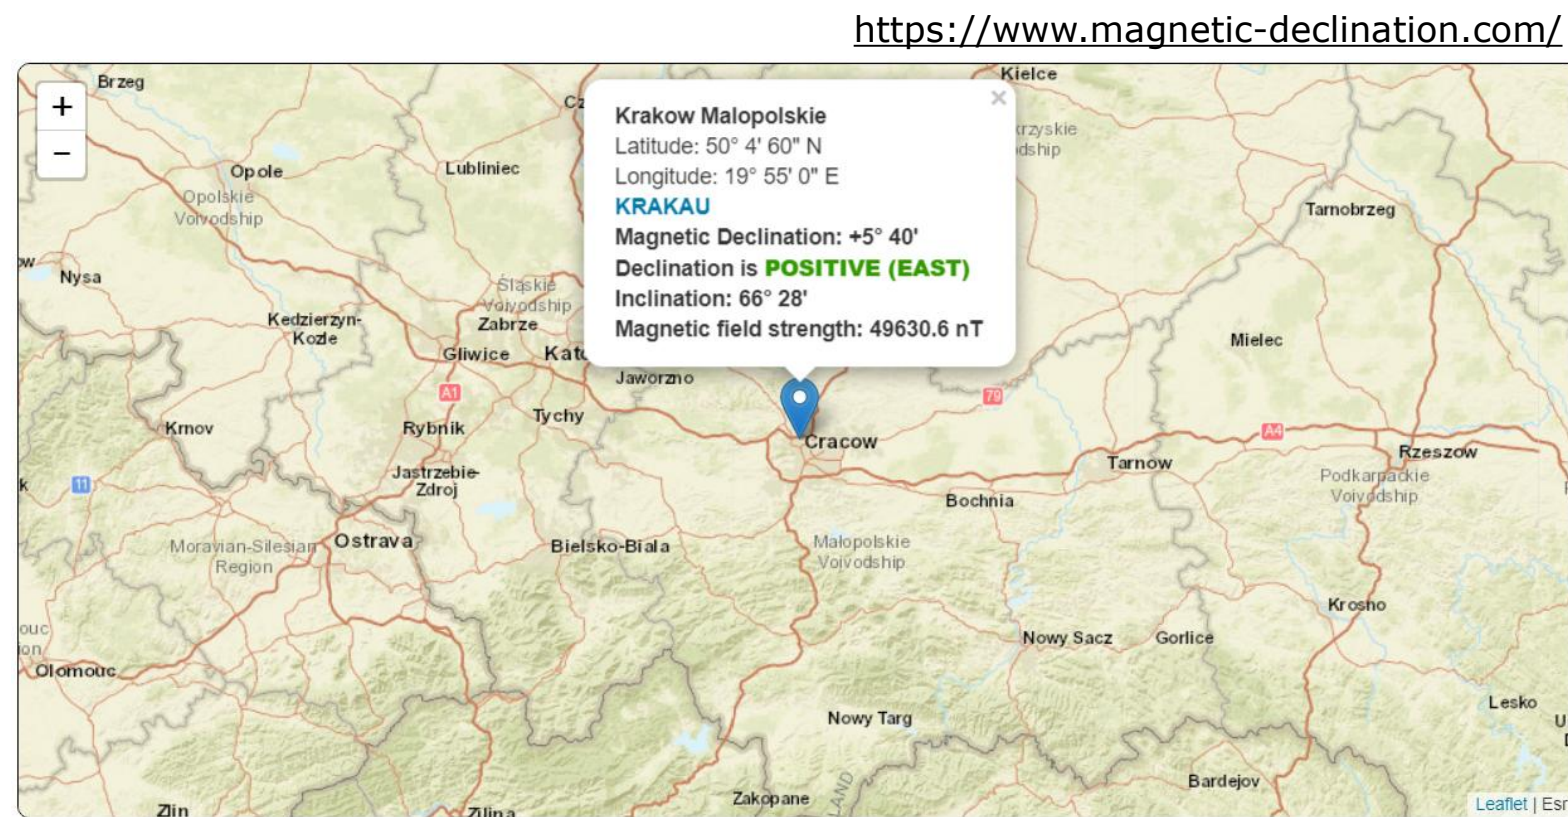 https://www.magnetic-declination.com/
+
−
Krakow Malopolskie
Latitude: 50° 4' 60" N
Longitude: 19° 55' 0" E
KRAKAU
Magnetic Declination: +5° 40'
Declination is POSITIVE (EAST)
Inclination: 66° 28'
Magnetic field strength: 49630.6 nT
×
Brzeg
Kielce
Opole
Lubliniec
Opolskie
Voivodship
Tarnobrzeg
Nysa
Śląskie
Voivodship
Kedzierzyn-
Kozle
Zabrze
Gliwice
Mielec
Jaworzno
A1
79
Krnov
Rybnik
Tychy
Cracow
A4
Rzeszow
Tarnow
Jastrzebie-
Zdroj
11
Podkarpackie
Voivodship
Bochnia
Moravian-Silesian
Region
Ostrava
Bielsko-Biala
Małopolskie
Voivodship
Krosno
Nowy Sacz
Gorlice
Olomouc
Lesko
Nowy Targ
Bardejov
Zakopane
Zlin
Zilina
Leaflet | Esr